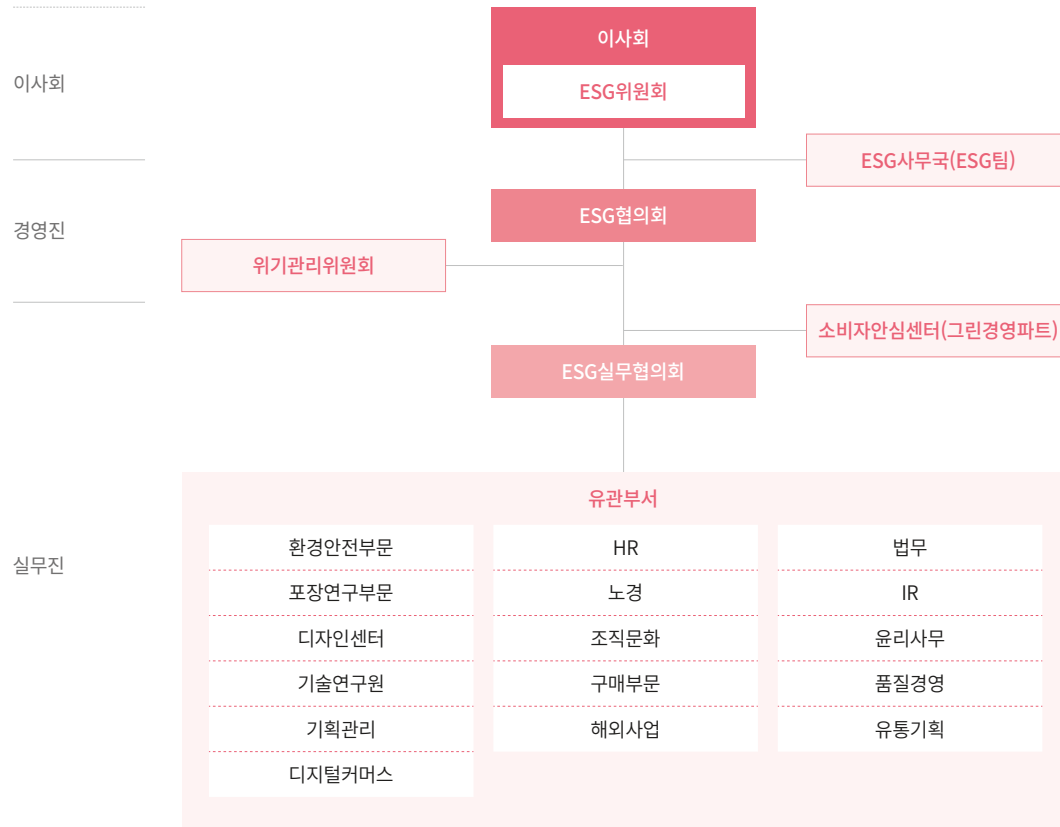 이사회
이사회
ESG위원회
ESG사무국(ESG팀)
경영진
ESG협의회
위기관리위원회
소비자안심센터(그린경영파트)
ESG실무협의회
실무진
유관부서
환경안전부문
포장연구부문
디자인센터
기술연구원
기획관리
디지털커머스
HR
노경
조직문화
구매부문
해외사업
법무
IR
윤리사무
품질경영
유통기획